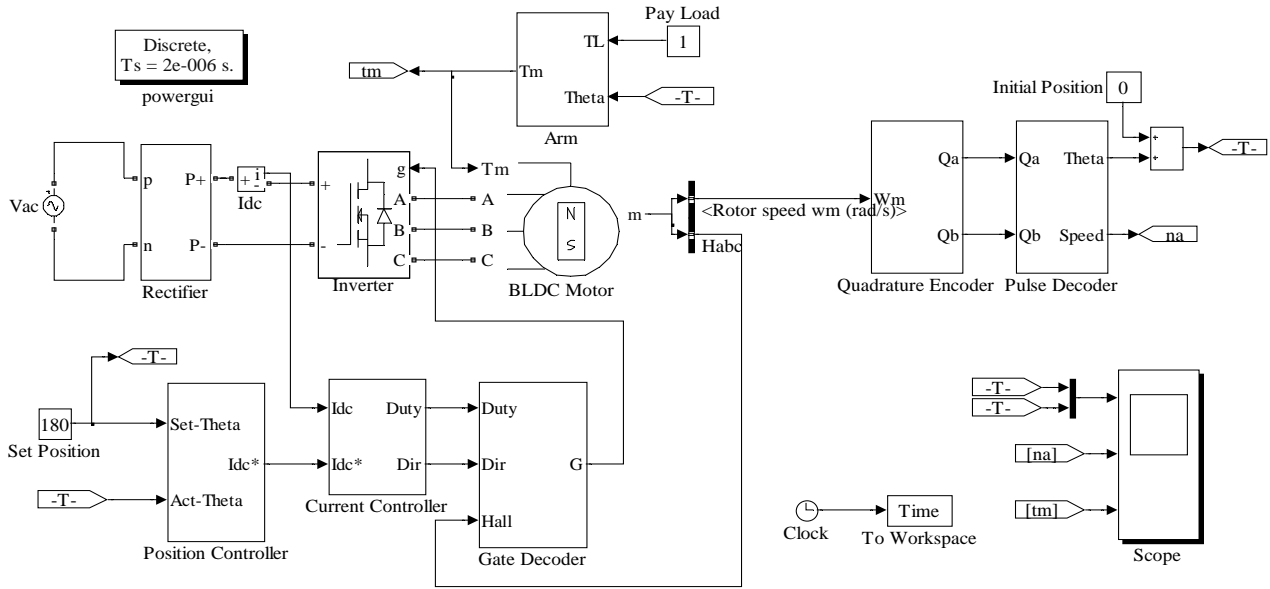 Pay Load
1
Discrete,
Ts = 2e-006 s.
powergui
tm
TL
Tm
Theta
-T-
Arm
Initial Position
0
Vac
p
n
P+
P-
Rectifier
+
i
-
Idc
+
-
g
A
B
C
Inverter
Tm
A
B
C
N
S
BLDC Motor
m
<Rotor speed wm (rad/s)>
Habc
Wm
Qa
Qb
Quadrature Encoder
Qa
Qb
Theta
Speed
Pulse Decoder
+
+
-T-
na
-T-
180
Set Position
-T-
Set-Theta
Act-Theta
Idc*
Position Controller
Idc
Idc*
Duty
Dir
Current Controller
Duty
Dir
Hall
G
Gate Decoder
Clock
Time
To Workspace
-T-
-T-
[na]
[tm]
Scope